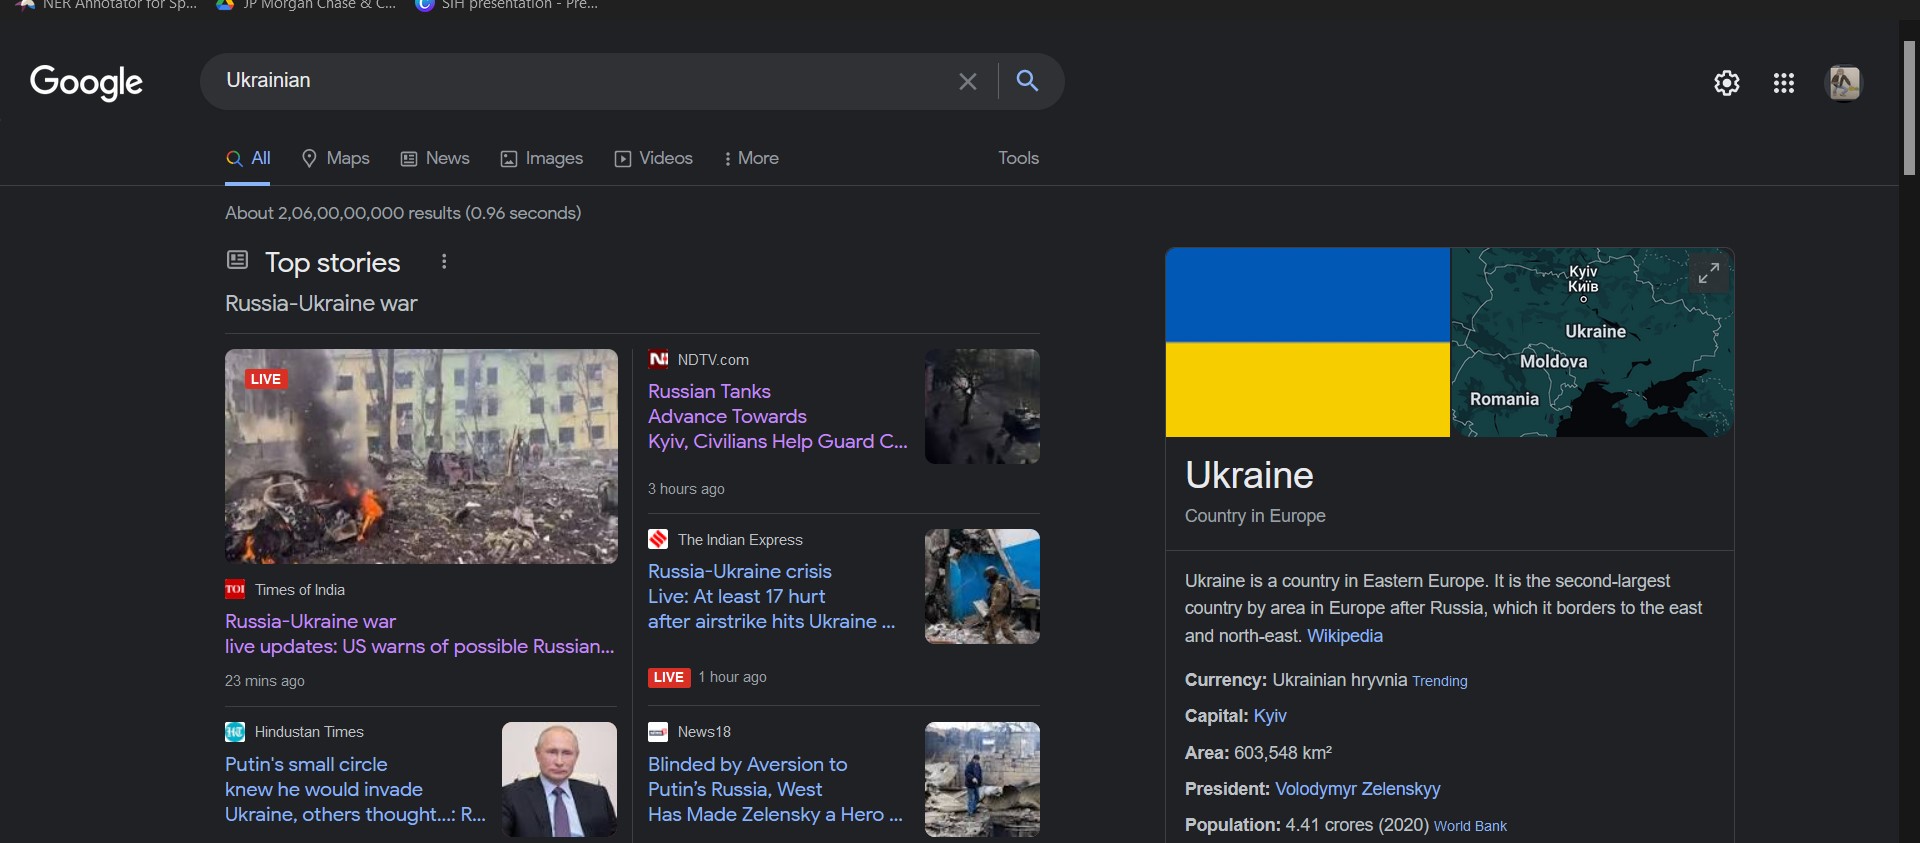 NER Annotator for Sp...
JP Morgan Chase & C...
SIH presentation - Pre...
Google
Ukrainian
All
Maps
News
Images
Videos
More
Tools
About 2,06,00,00,000 results (0.96 seconds)
Top stories
Russia-Ukraine war
LIVE
TOI Times of India
Russia-Ukraine war
live updates: US warns of possible Russian...
23 mins ago
HT Hindustan Times
Putin's small circle
knew he would invade
Ukraine, others thought...: R...
N NDTV.com
Russian Tanks
Advance Towards
Kyiv, Civilians Help Guard C...
3 hours ago
The Indian Express
Russia-Ukraine crisis
Live: At least 17 hurt
after airstrike hits Ukraine ...
LIVE 1 hour ago
News18
Blinded by Aversion to
Putin’s Russia, West
Has Made Zelensky a Hero ...
Kyiv
Київ
Ukraine
Moldova
Romania
Ukraine
Country in Europe
Ukraine is a country in Eastern Europe. It is the second-largest
country by area in Europe after Russia, which it borders to the east
and north-east. Wikipedia
Currency: Ukrainian hryvnia Trending
Capital: Kyiv
Area: 603,548 km²
President: Volodymyr Zelenskyy
Population: 4.41 crores (2020) World Bank